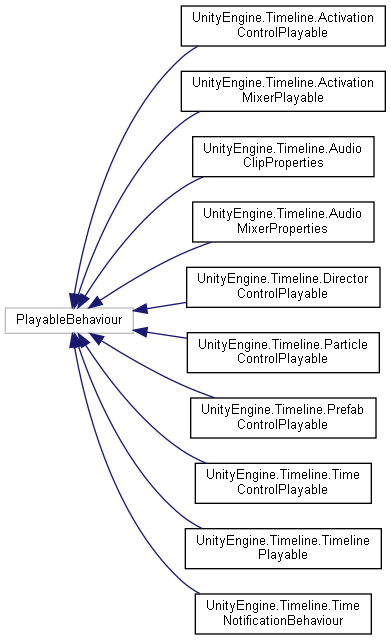 UnityEngine.Timeline.Activation
ControlPlayable
UnityEngine.Timeline.Activation
MixerPlayable
UnityEngine.Timeline.Audio
ClipProperties
UnityEngine.Timeline.Audio
MixerProperties
UnityEngine.Timeline.Director
ControlPlayable
PlayableBehaviour
UnityEngine.Timeline.Particle
ControlPlayable
UnityEngine.Timeline.Prefab
ControlPlayable
UnityEngine.Timeline.Time
ControlPlayable
UnityEngine.Timeline.Timeline
Playable
UnityEngine.Timeline.Time
NotificationBehaviour